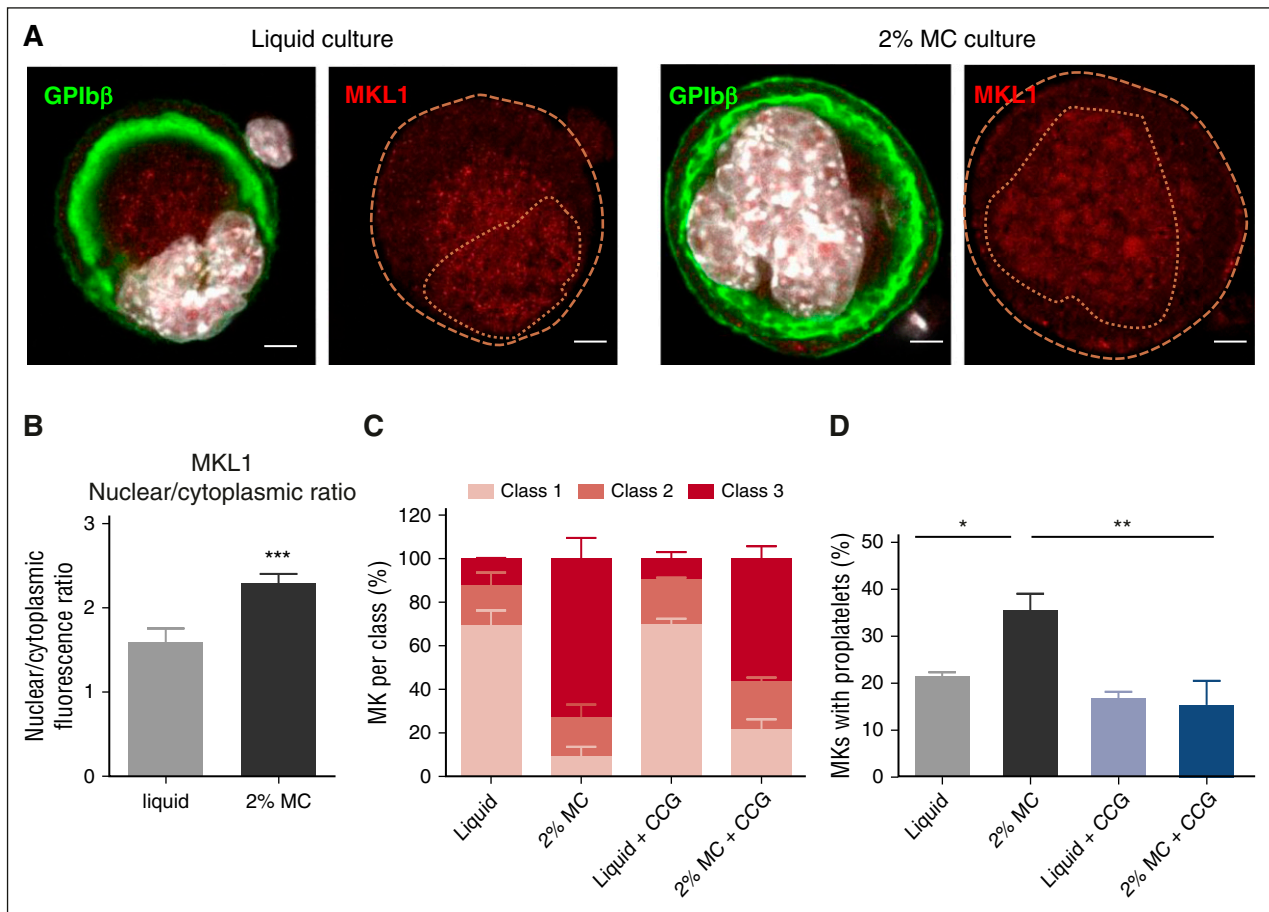 A
Liquid culture
2% MC culture
GPIbβ
MKL1
GPIbβ
MKL1
B
MKL1
Nuclear/cytoplasmic ratio
Nuclear/cytoplasmic
fluorescence ratio
3
2
1
0
***
liquid
2% MC
C
Class 1
Class 2
Class 3
MK per class (%)
120
100
80
60
40
20
0
Liquid
2% MC
Liquid + CCG
2% MC + CCG
D
MKs with proplatelets (%)
50
40
30
20
10
0
*
**
Liquid
2% MC
Liquid + CCG
2% MC + CCG